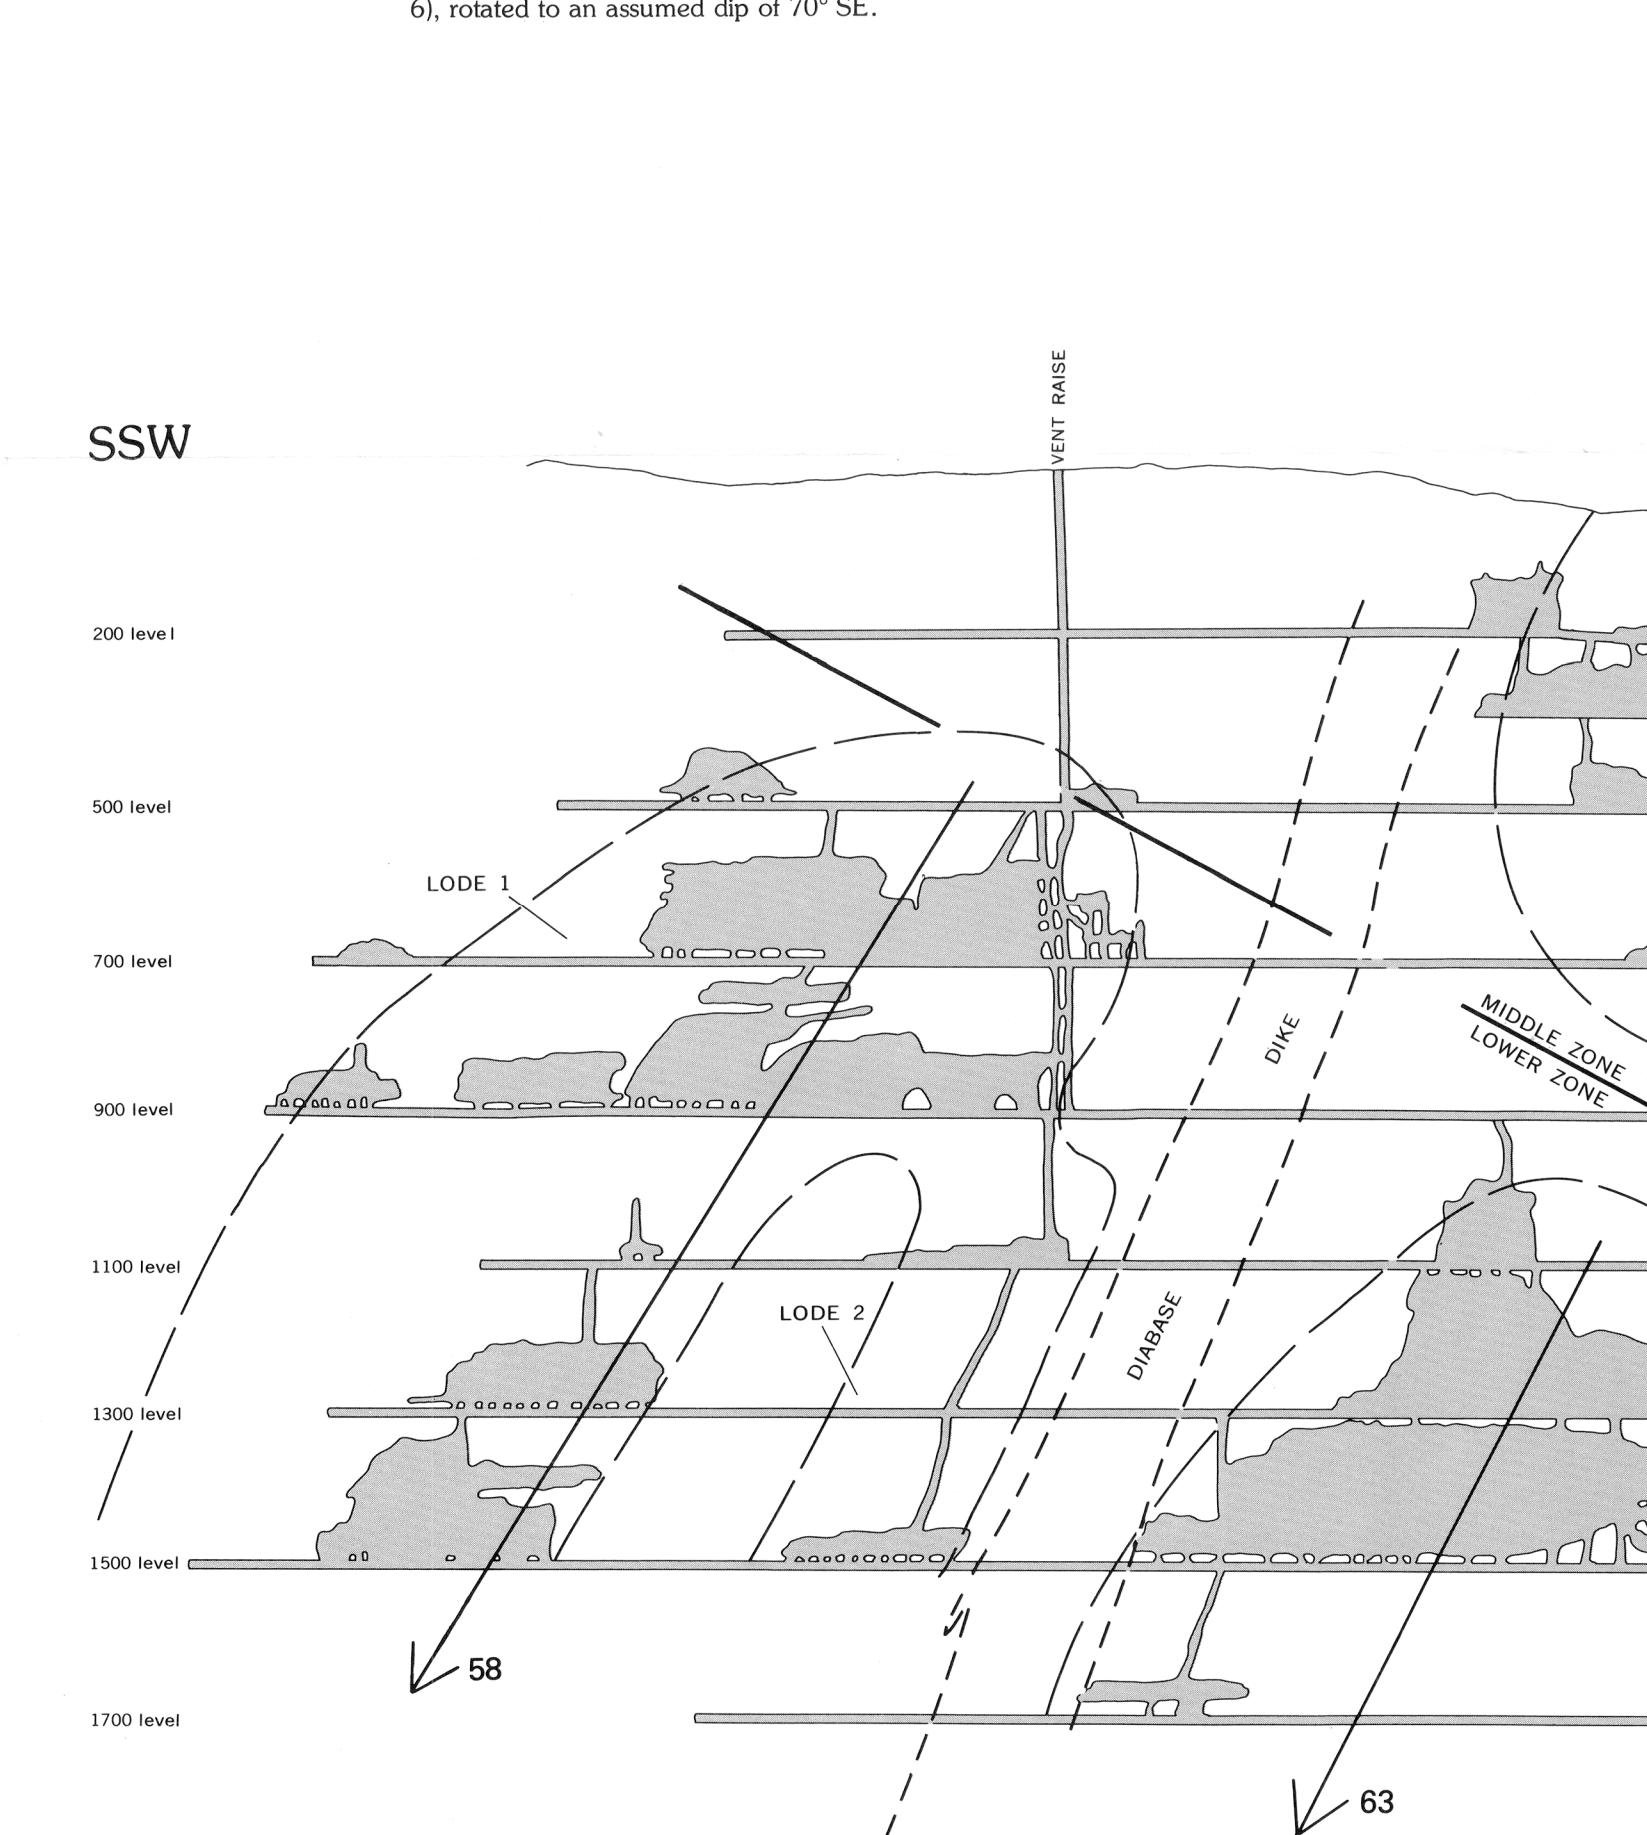 6), rotated to an assumed dip of 70° SE.
VENT RAISE
SSW
200 level
500 level
LODE 1
700 level
MIDDLE ZONE
LOWER ZONE
DIKE
900 level
1100 level
LODE 2
DIABASE
1300 level
1500 level
58
1700 level
63